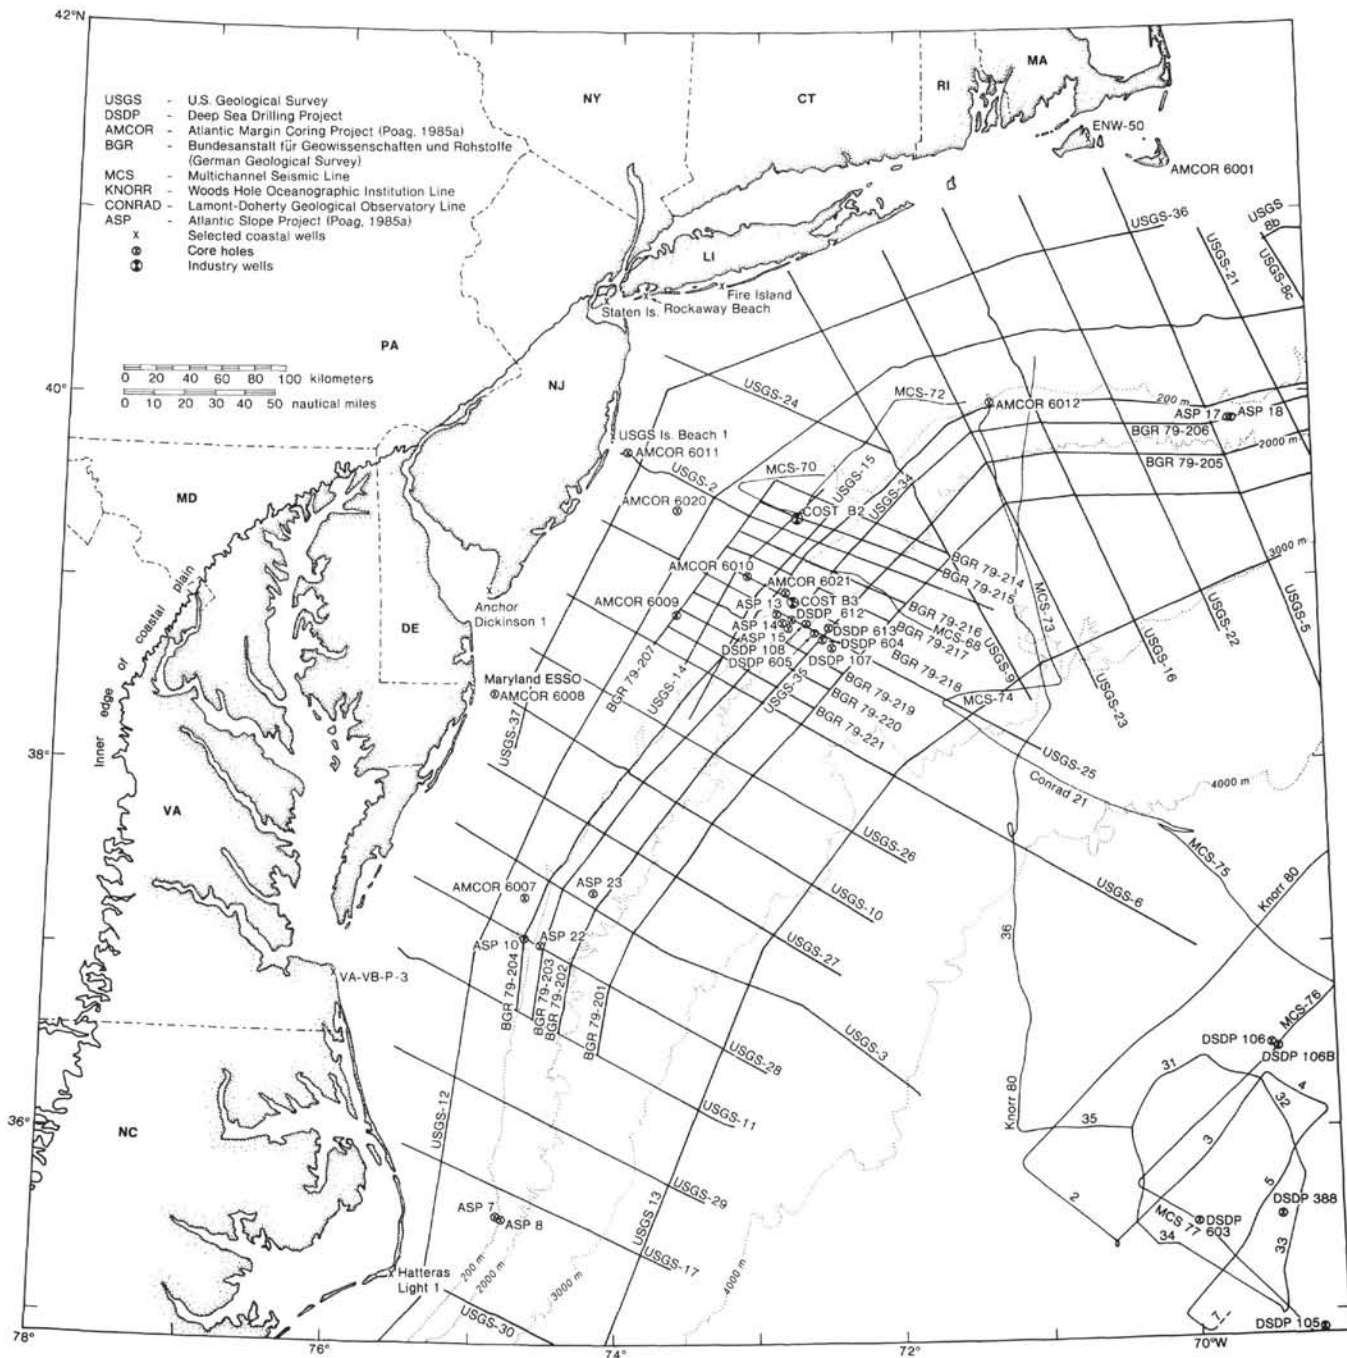 42°N
USGS - U.S. Geological Survey
DSDP - Deep Sea Drilling Project
AMCOR - Atlantic Margin Coring Project (Poag, 1985a)
BGR - Bundesanstalt für Geowissenschaften und Rohstoffe
(German Geological Survey)
MCS - Multichannel Seismic Line
KNORR - Woods Hole Oceanographic Institution Line
CONRAD - Lamont-Doherty Geological Observatory Line
ASP - Atlantic Slope Project (Poag, 1985a)
x Selected coastal wells
Core holes
Industry wells
NY
CT
RI
MA
ENW-50
AMCOR 6001
USGS-36
USGS
8b
USGS-21
USGS-8c
LI
Fire Island
Staten Is.
Rockaway Beach
PA
0 20 40 60 80 100 kilometers
0 10 20 30 40 50 nautical miles
NJ
40°
USGS-24
MCS-72
AMCOR 6012
200 m
ASP 17
ASP 18
BGR 79-206
2000 m
BGR 79-205
USGS Is. Beach 1
AMCOR 6011
USGS-2
MCS-70
USGS-15
USGS-34
MD
AMCOR 6020
COST B2
3000 m
Inner edge of coastal plain
AMCOR 6010
AMCOR 6021
BGR 79-214
BGR 79-215
MCS-73
Anchor
Dickinson 1
DE
AMCOR 6009
ASP 13
COST B3
BGR 79-216
ASP 14
DSDP 612
MCS-68
ASP 15
DSDP 613
BGR 79-217
DSDP 108
DSDP 604
USGS-9
DSDP 605
DSDP 107
BGR 79-218
USGS-5
USGS-22
USGS-16
USGS-23
BGR 79-207
USGS-14
USGS-35
Maryland ESSO
AMCOR 6008
BGR 79-219
MCS-74
BGR 79-220
BGR 79-221
USGS-37
38°
USGS-25
Conrad 21
4000 m
VA
USGS-26
MCS-75
AMCOR 6007
ASP 23
USGS-10
USGS-6
Knorr 80
36
ASP 10
ASP 22
USGS-27
VA-VB-P-3
BGR 79-204
BGR 79-203
BGR 79-202
BGR 79-201
MCS-76
USGS-3
DSDP 106
DSDP 106B
USGS-28
31
4
Knorr 80
32
36°
USGS-12
USGS-11
35
NC
3
USGS-29
2
5
DSDP 388
ASP 7
ASP 8
USGS 13
MCS 77
DSDP
603
34
33
Hatteras
Light 1
200 m
2000 m
3000 m
USGS-17
4000 m
USGS-30
7
DSDP 105
78°
76°
74°
72°
70°W